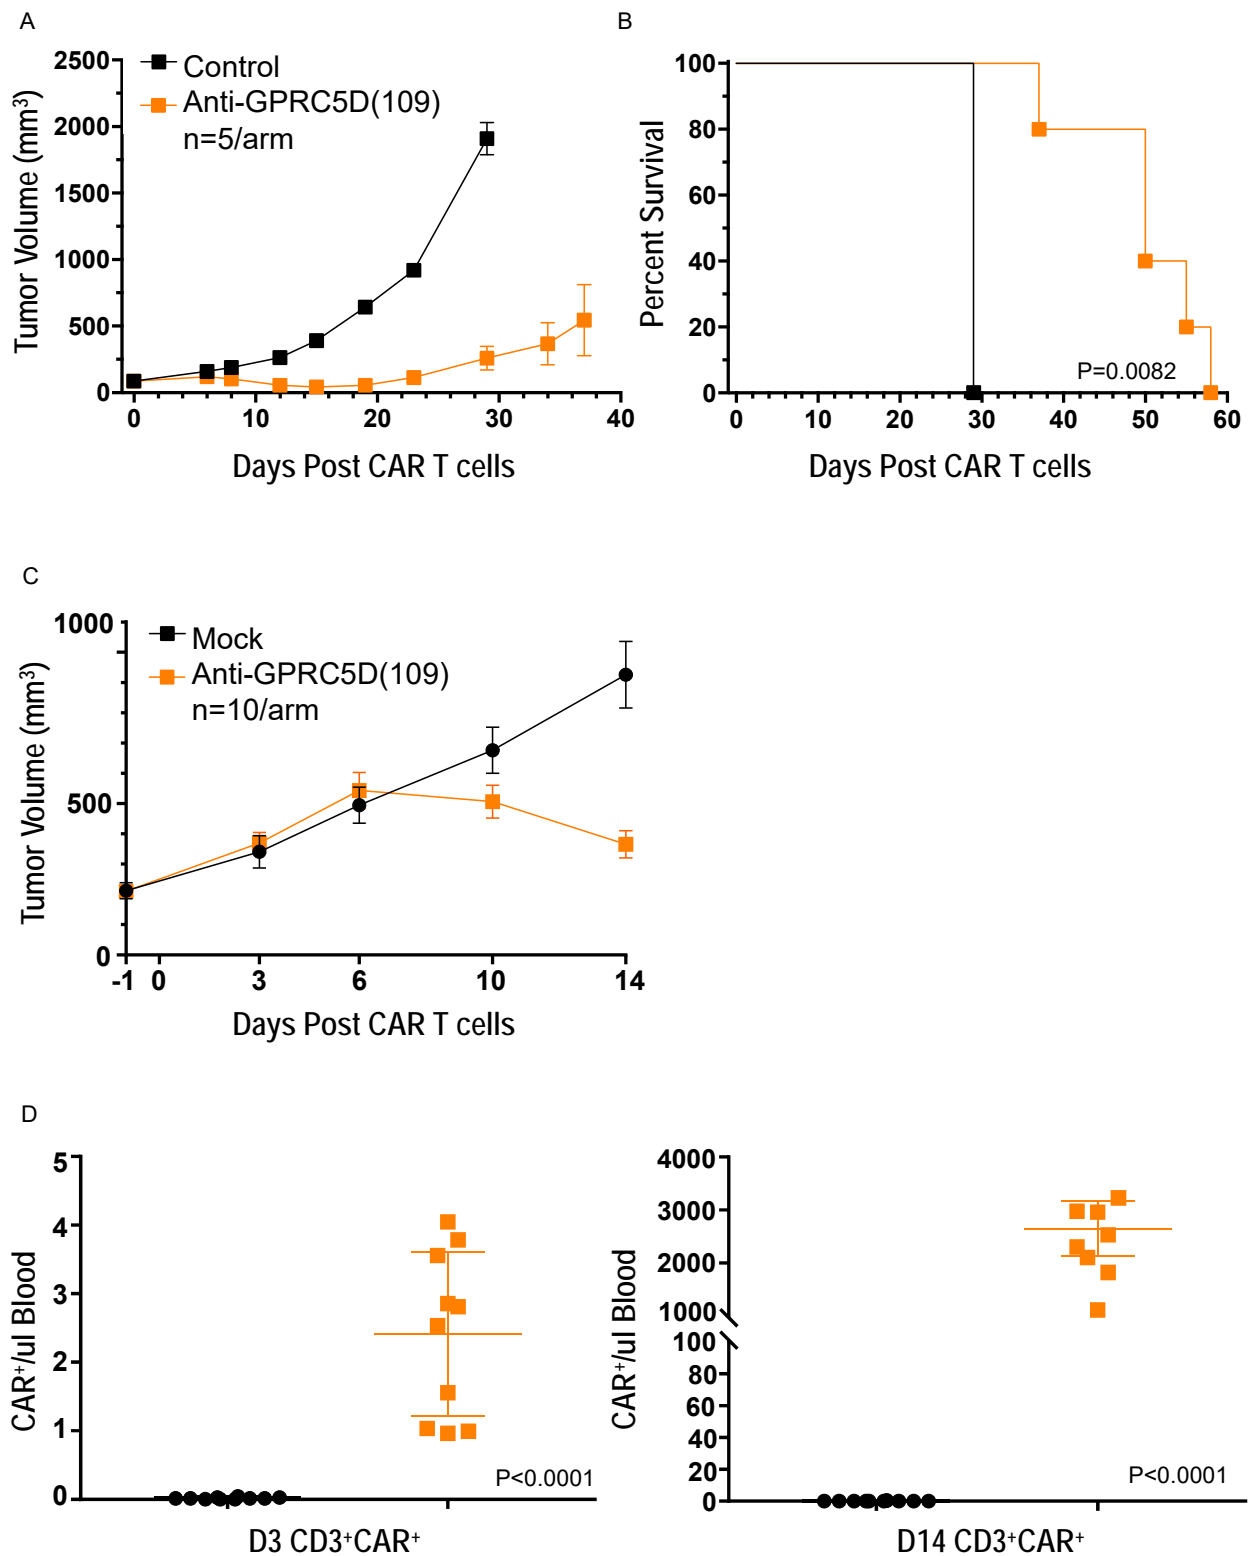 A
2500
2000
1500
1000
500
0
Tumor Volume (mm³)
Control
Anti-GPRC5D(109)
n=5/arm
0 10 20 30 40
Days Post CAR T cells
B
100
80
60
40
20
0
Percent Survival
P=0.0082
0 10 20 30 40 50 60
Days Post CAR T cells
C
1000
500
0
Tumor Volume (mm³)
Mock
Anti-GPRC5D(109)
n=10/arm
-1 0 3 6 10 14
Days Post CAR T cells
D
5
4
3
2
1
0
CAR⁺/ul Blood
P<0.0001
D3 CD3⁺CAR⁺
4000
3000
2000
1000
100
80
60
40
20
0
CAR⁺/ul Blood
P<0.0001
D14 CD3⁺CAR⁺